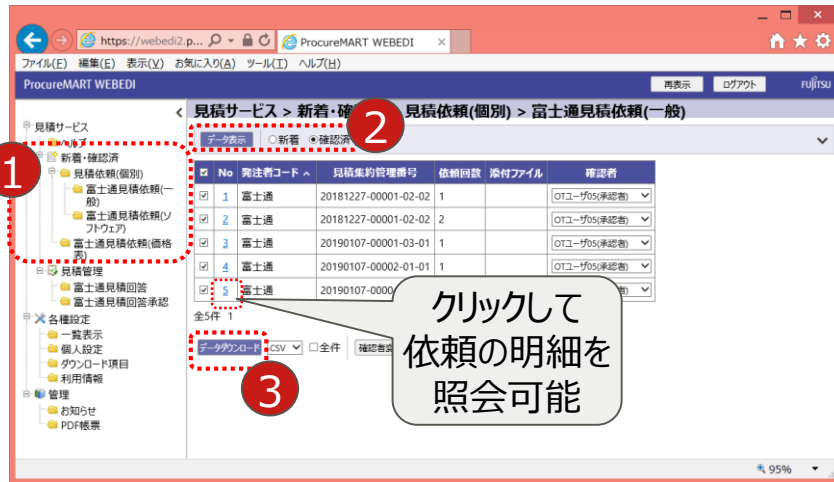 https://webedi2.p...
ProcureMART WEBEDI
ファイル(F) 編集(E) 表示(V) お気に入り(A) ツール(T) ヘルプ(H)
ProcureMART WEBEDI
再表示
ログアウト
FUJITSU
見積サービス
ヘルプ
新着・確認済
見積依頼(個別)
富士通見積依頼(一
般)
富士通見積依頼(ソ
フトウェア)
富士通見積依頼(価格
表)
見積管理
富士通見積回答
富士通見積回答承認
各種設定
一覧表示
個人設定
ダウンロード項目
利用情報
管理
お知らせ
PDF帳票
1
見積サービス > 新着・確 見積依頼(個別) > 富士通見積依頼(一般)
データ表示 新着 確認済
2
No 発注者コード 見積集約管理番号 依頼回数 添付ファイル 確認者
1 富士通 20181227-00001-02-02 1 OTユーザ05(承認者)
2 富士通 20181227-00001-02-02 2 OTユーザ05(承認者)
3 富士通 20190107-00001-03-01 1 OTユーザ05(承認者)
4 富士通 20190107-00002-01-01 1 OTユーザ05(承認者)
5 富士通 20190107-0000
全5件 1
データダウンロード CSV 全件 確認者変
3
クリックして
依頼の明細を
照会可能
95%